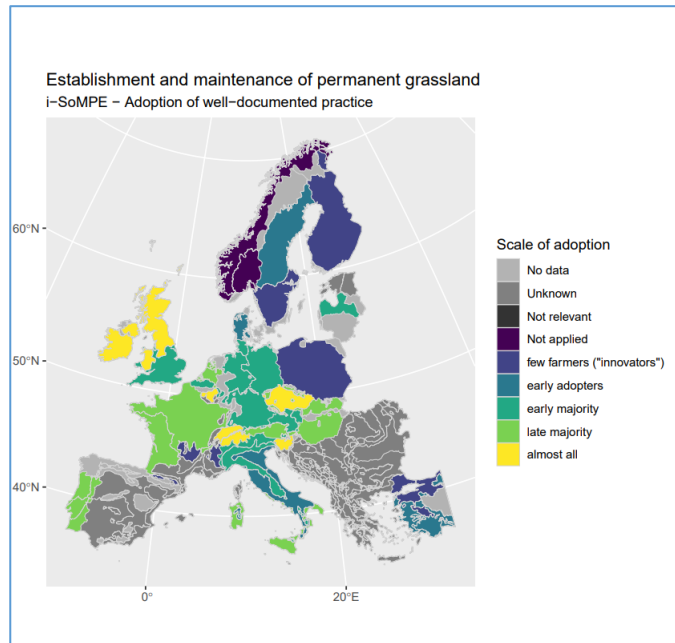 Establishment and maintenance of permanent grassland
i−SoMPE − Adoption of well−documented practice
60°N
50°N
40°N
0°
20°E
Scale of adoption
No data
Unknown
Not relevant
Not applied
few farmers ("innovators")
early adopters
early majority
late majority
almost all